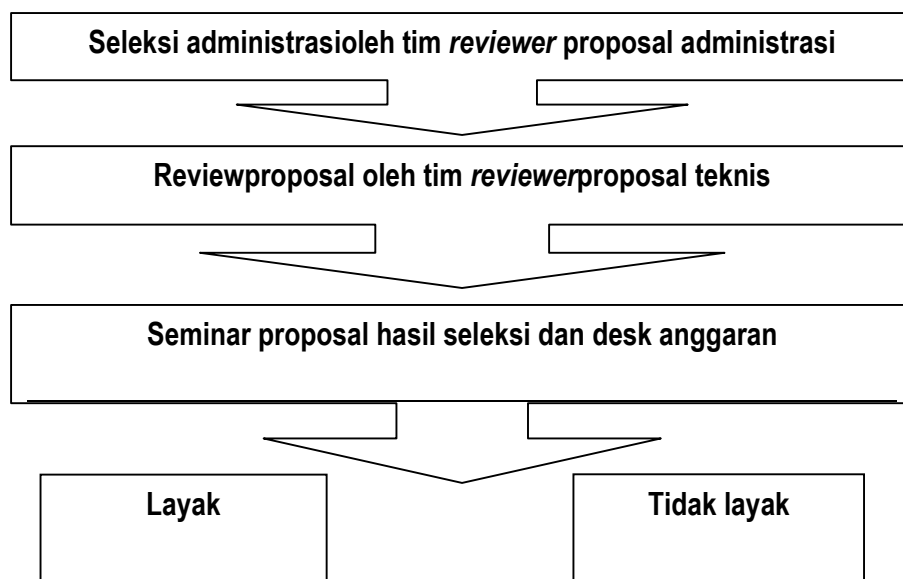 Seleksi administrasioleh tim reviewer proposal administrasi
Reviewproposal oleh tim reviewerproposal teknis
Seminar proposal hasil seleksi dan desk anggaran
Layak
Tidak layak